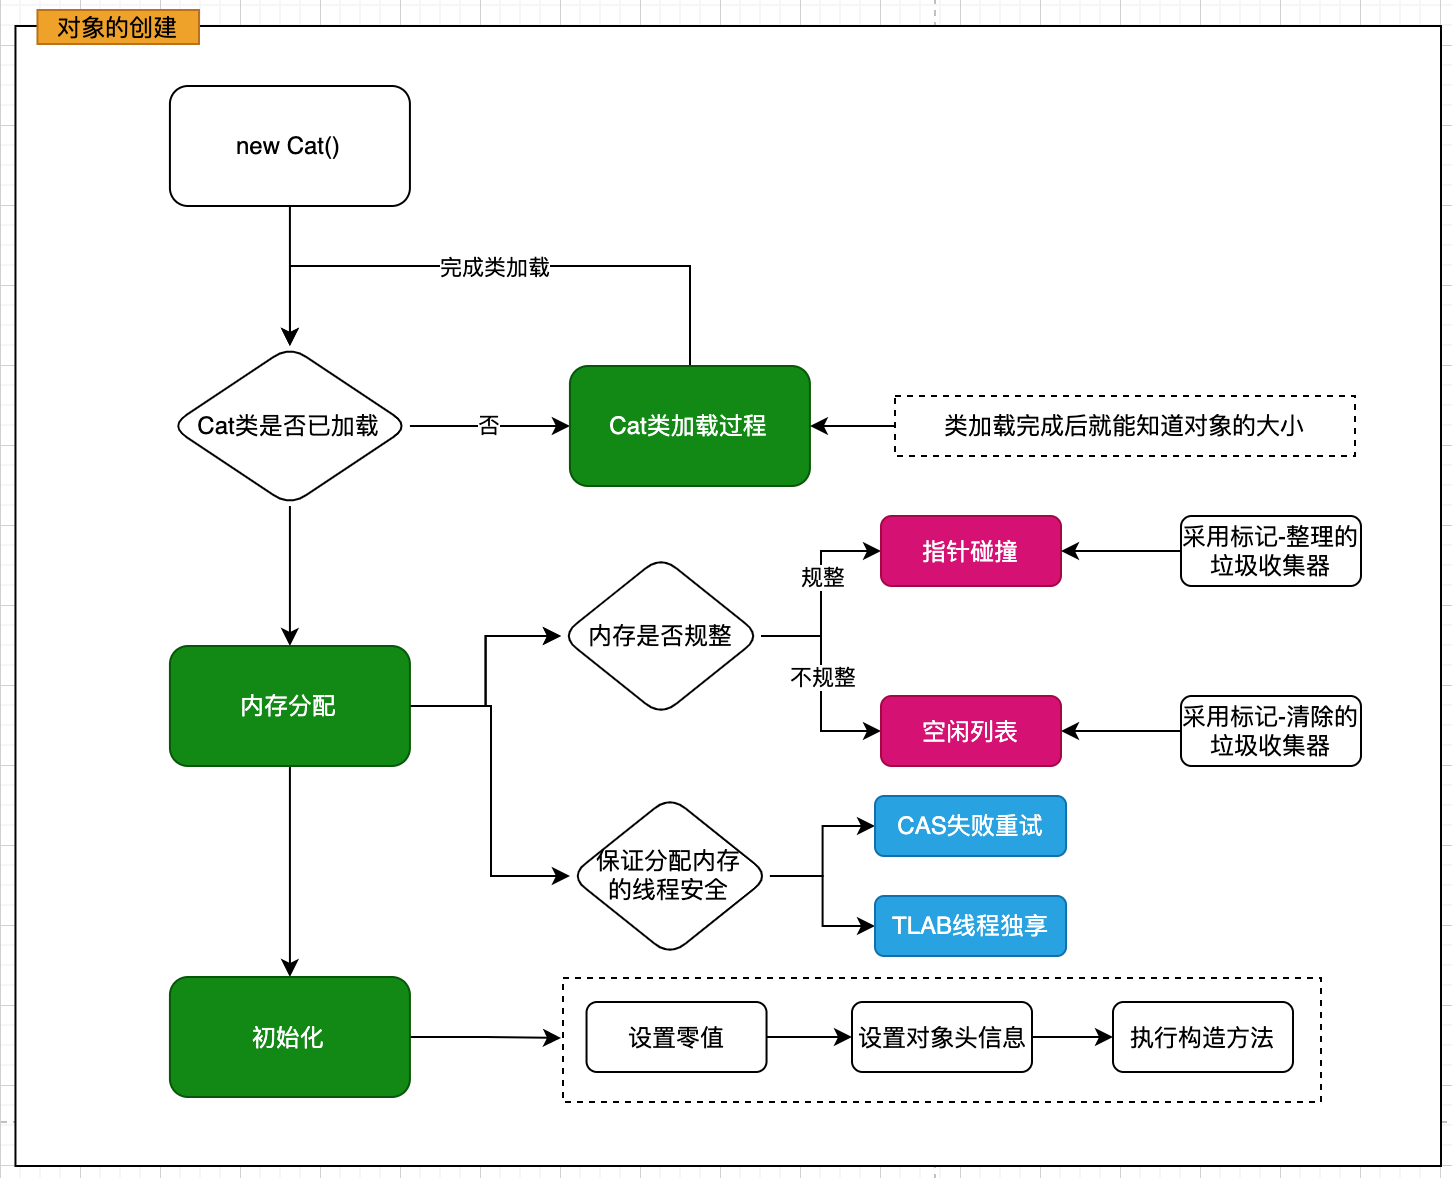 对象的创建
new Cat()
完成类加载
Cat类是否已加载
否
Cat类加载过程
类加载完成后就能知道对象的大小
指针碰撞
采用标记-整理的
垃圾收集器
规整
内存是否规整
不规整
内存分配
空闲列表
采用标记-清除的
垃圾收集器
CAS失败重试
保证分配内存
的线程安全
TLAB线程独享
初始化
设置零值
设置对象头信息
执行构造方法